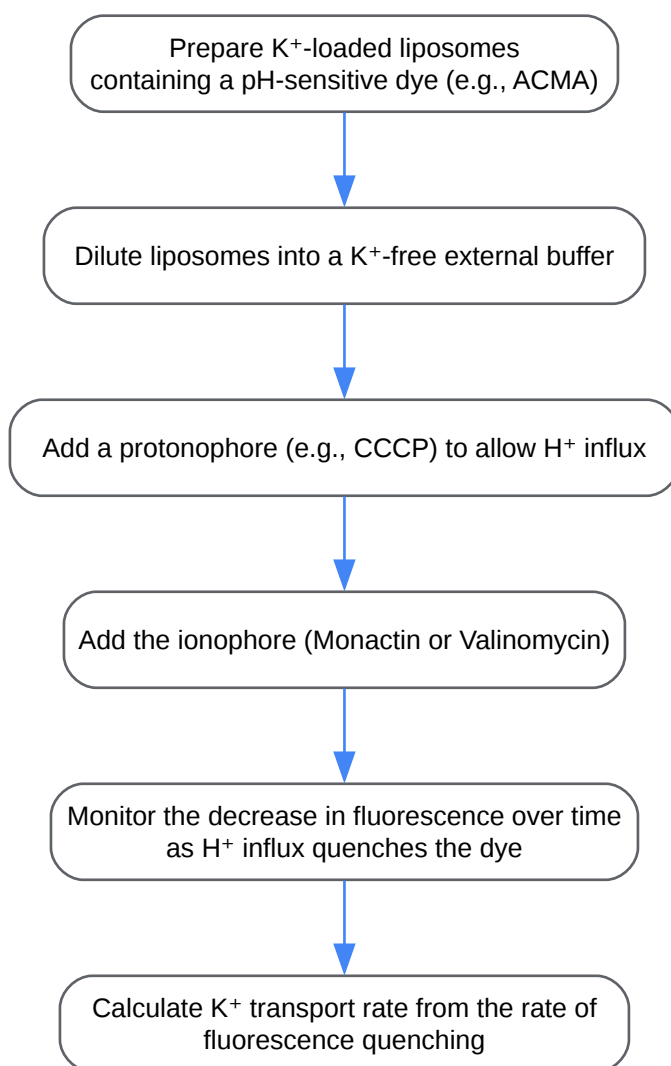 Prepare K⁺-loaded liposomes
containing a pH-sensitive dye (e.g., ACMA)
Dilute liposomes into a K⁺-free external buffer
Add a protonophore (e.g., CCCP) to allow H⁺ influx
Add the ionophore (Monactin or Valinomycin)
Monitor the decrease in fluorescence over time
as H⁺ influx quenches the dye
Calculate K⁺ transport rate from the rate of
fluorescence quenching